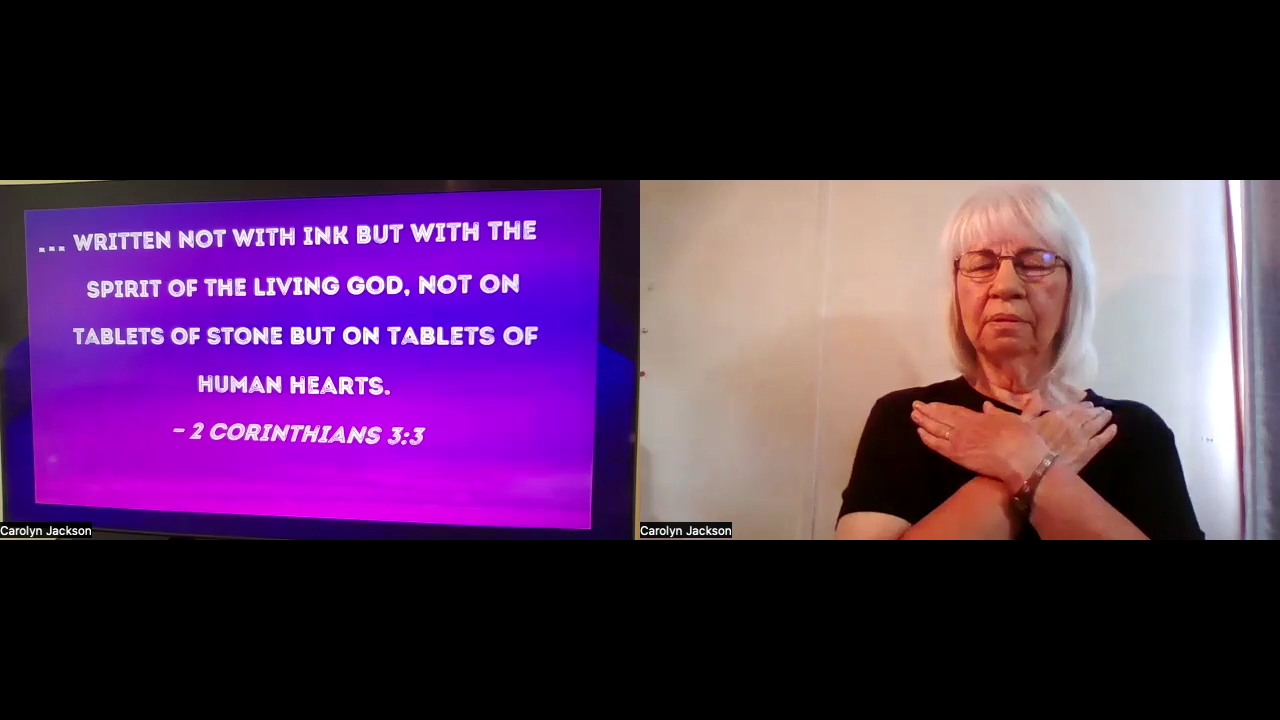 ... WRITTEN NOT WITH INK BUT WITH THE
SPIRIT OF THE LIVING GOD, NOT ON
TABLETS OF STONE BUT ON TABLETS OF
HUMAN HEARTS.
– 2 CORINTHIANS 3:3
Carolyn Jackson
Carolyn Jackson